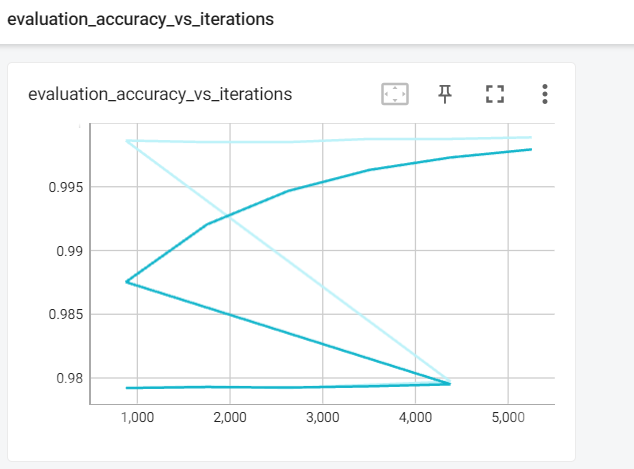 evaluation_accuracy_vs_iterations
evaluation_accuracy_vs_iterations
0.995
0.99
0.985
0.98
1,000 2,000 3,000 4,000 5,000